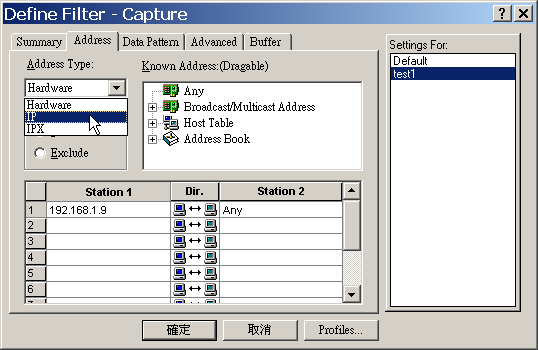 Define Filter - Capture
Summary Address Data Pattern Advanced Buffer
Address Type:
Hardware
Hardware
IP
IPX
Exclude
Known Address:(Dragable)
Any
Broadcast/Multicast Address
Host Table
Address Book
Settings For:
Default
test1
Station 1 Dir. Station 2
1 192.168.1.9 Any
2
3
4
5
6
確定 取消 Profiles...